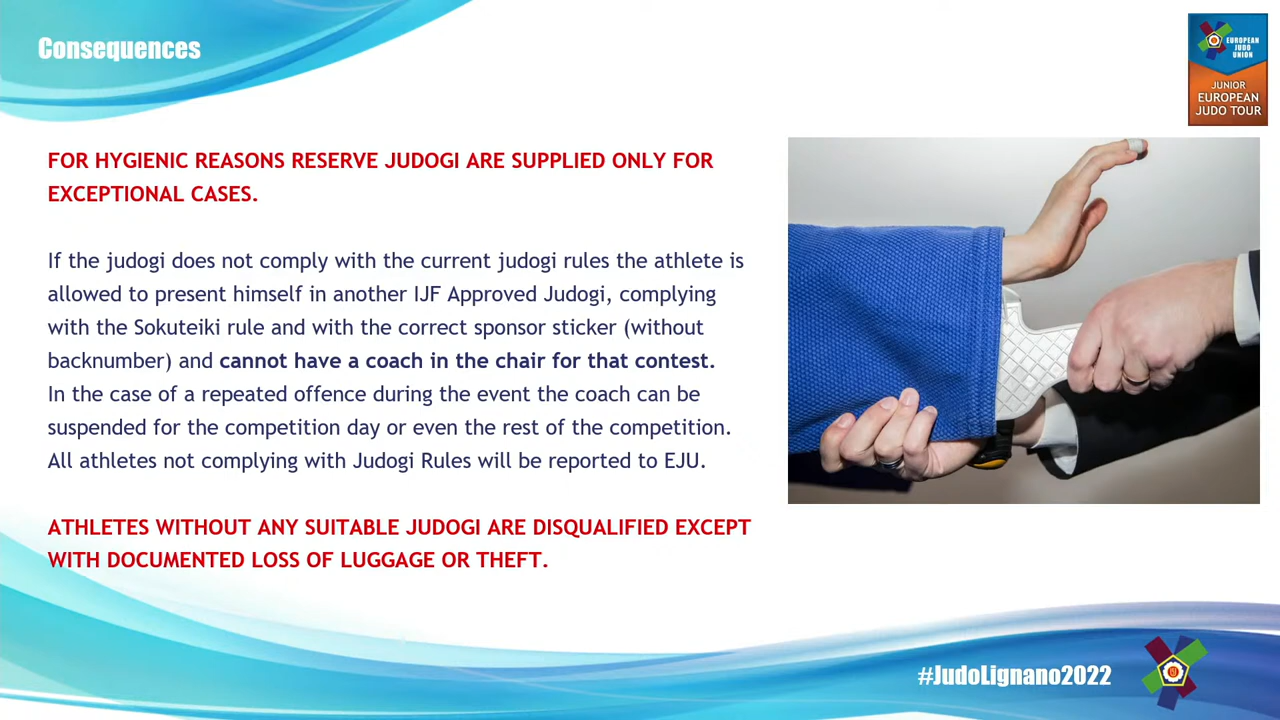 Consequences
EUROPEAN
JUDO
UNION
JUNIOR
EUROPEAN
JUDO TOUR
FOR HYGIENIC REASONS RESERVE JUDOGI ARE SUPPLIED ONLY FOR
EXCEPTIONAL CASES.
If the judogi does not comply with the current judogi rules the athlete is
allowed to present himself in another IJF Approved Judogi, complying
with the Sokuteiki rule and with the correct sponsor sticker (without
backnumber) and cannot have a coach in the chair for that contest.
In the case of a repeated offence during the event the coach can be
suspended for the competition day or even the rest of the competition.
All athletes not complying with Judogi Rules will be reported to EJU.
ATHLETES WITHOUT ANY SUITABLE JUDOGI ARE DISQUALIFIED EXCEPT
WITH DOCUMENTED LOSS OF LUGGAGE OR THEFT.
#JudoLignano2022